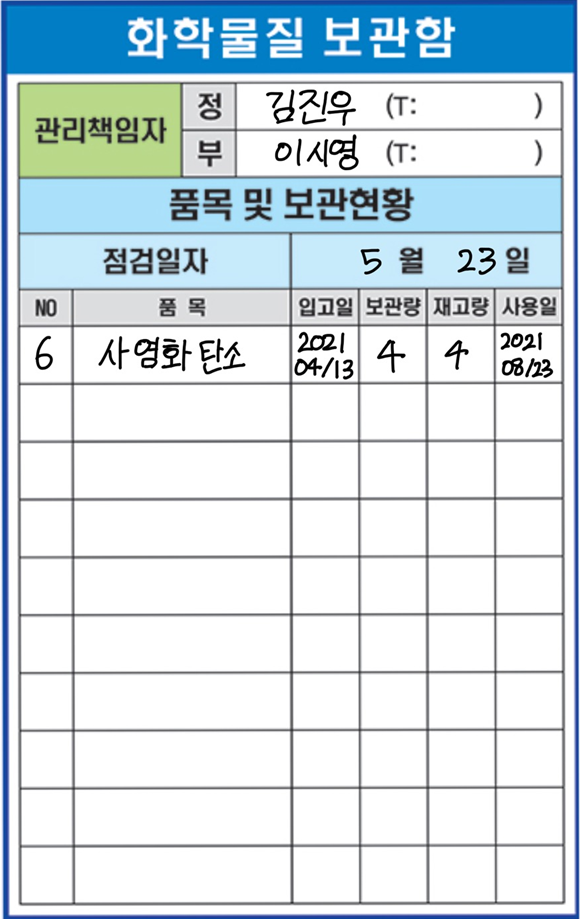 화학물질 보관함
관리책임자 정 김진우 (T: )
부 이시영 (T: )
품목 및 보관현황
점검일자 5 월 23 일
NO 품 목 입고일 보관량 재고량 사용일
6 사염화탄소 2021 04/13 4 4 2021 08/23